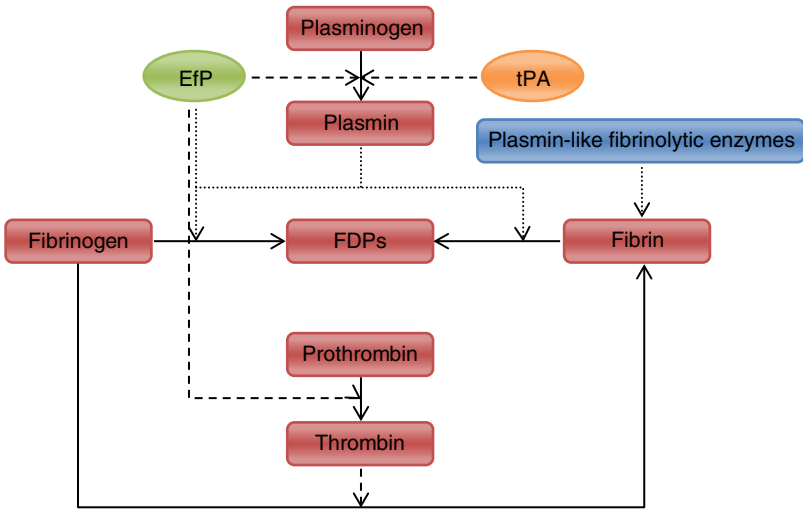 Plasminogen
EfP
tPA
Plasmin
Plasmin-like fibrinolytic enzymes
Fibrinogen
FDPs
Fibrin
Prothrombin
Thrombin